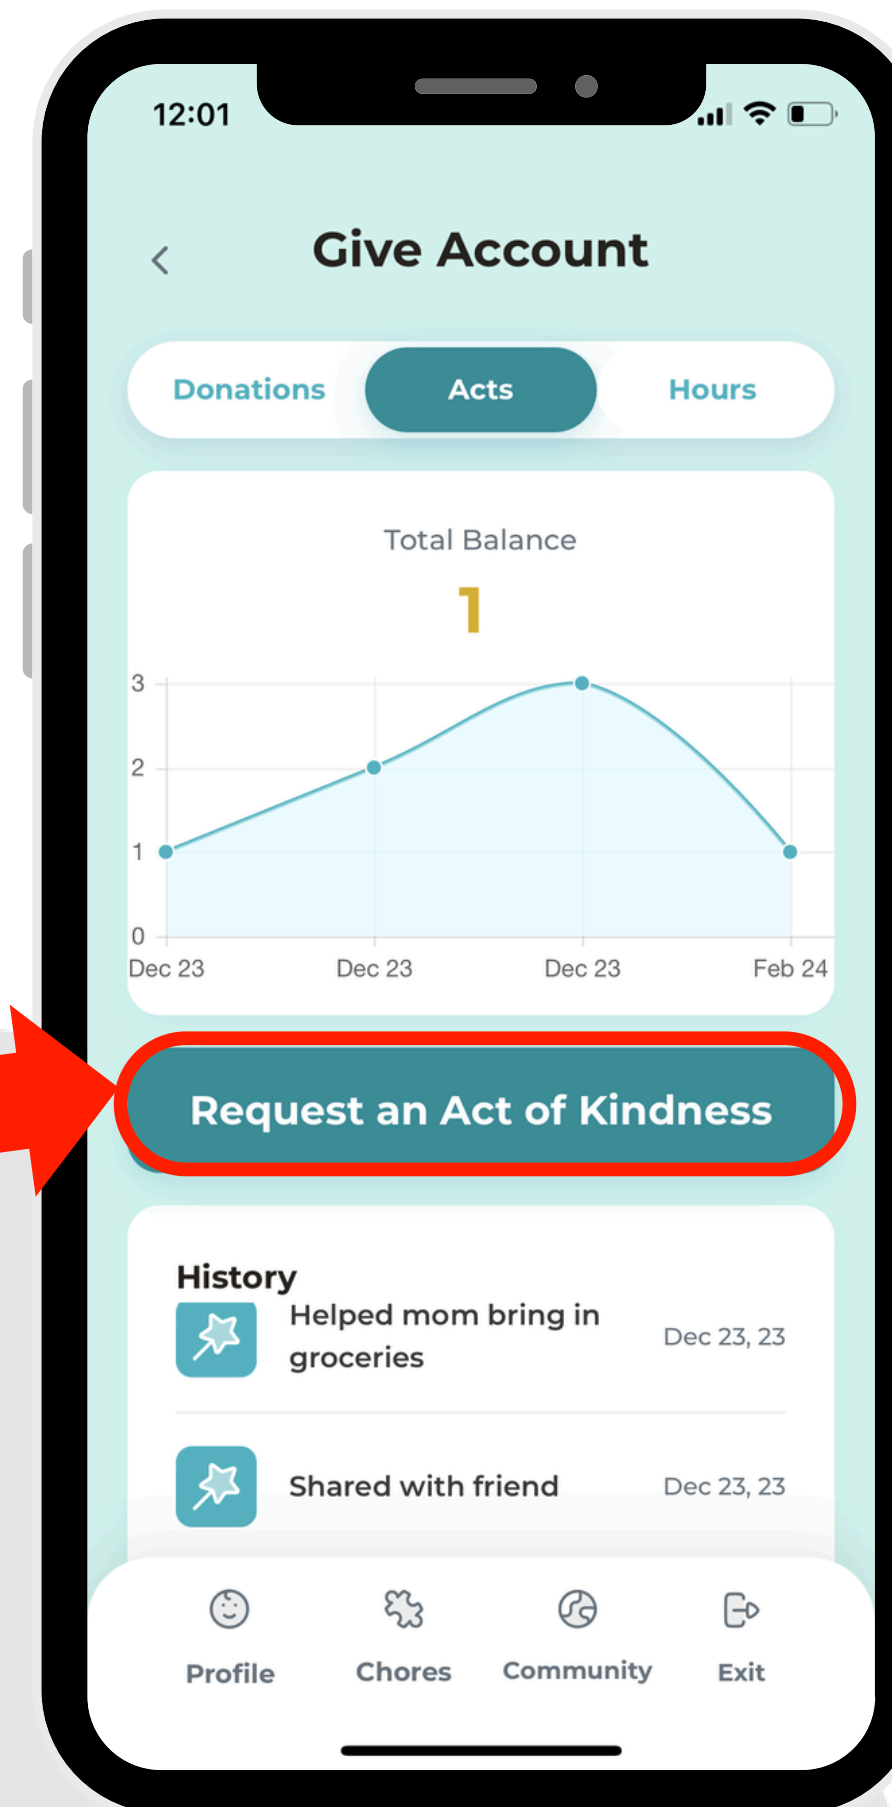 12:01
Give Account
Donations
Acts
Hours
Total Balance
1
3
2
1
0
Dec 23
Dec 23
Dec 23
Feb 24
Request an Act of Kindness
History
Helped mom bring in
groceries
Dec 23, 23
Shared with friend
Dec 23, 23
Profile
Chores
Community
Exit